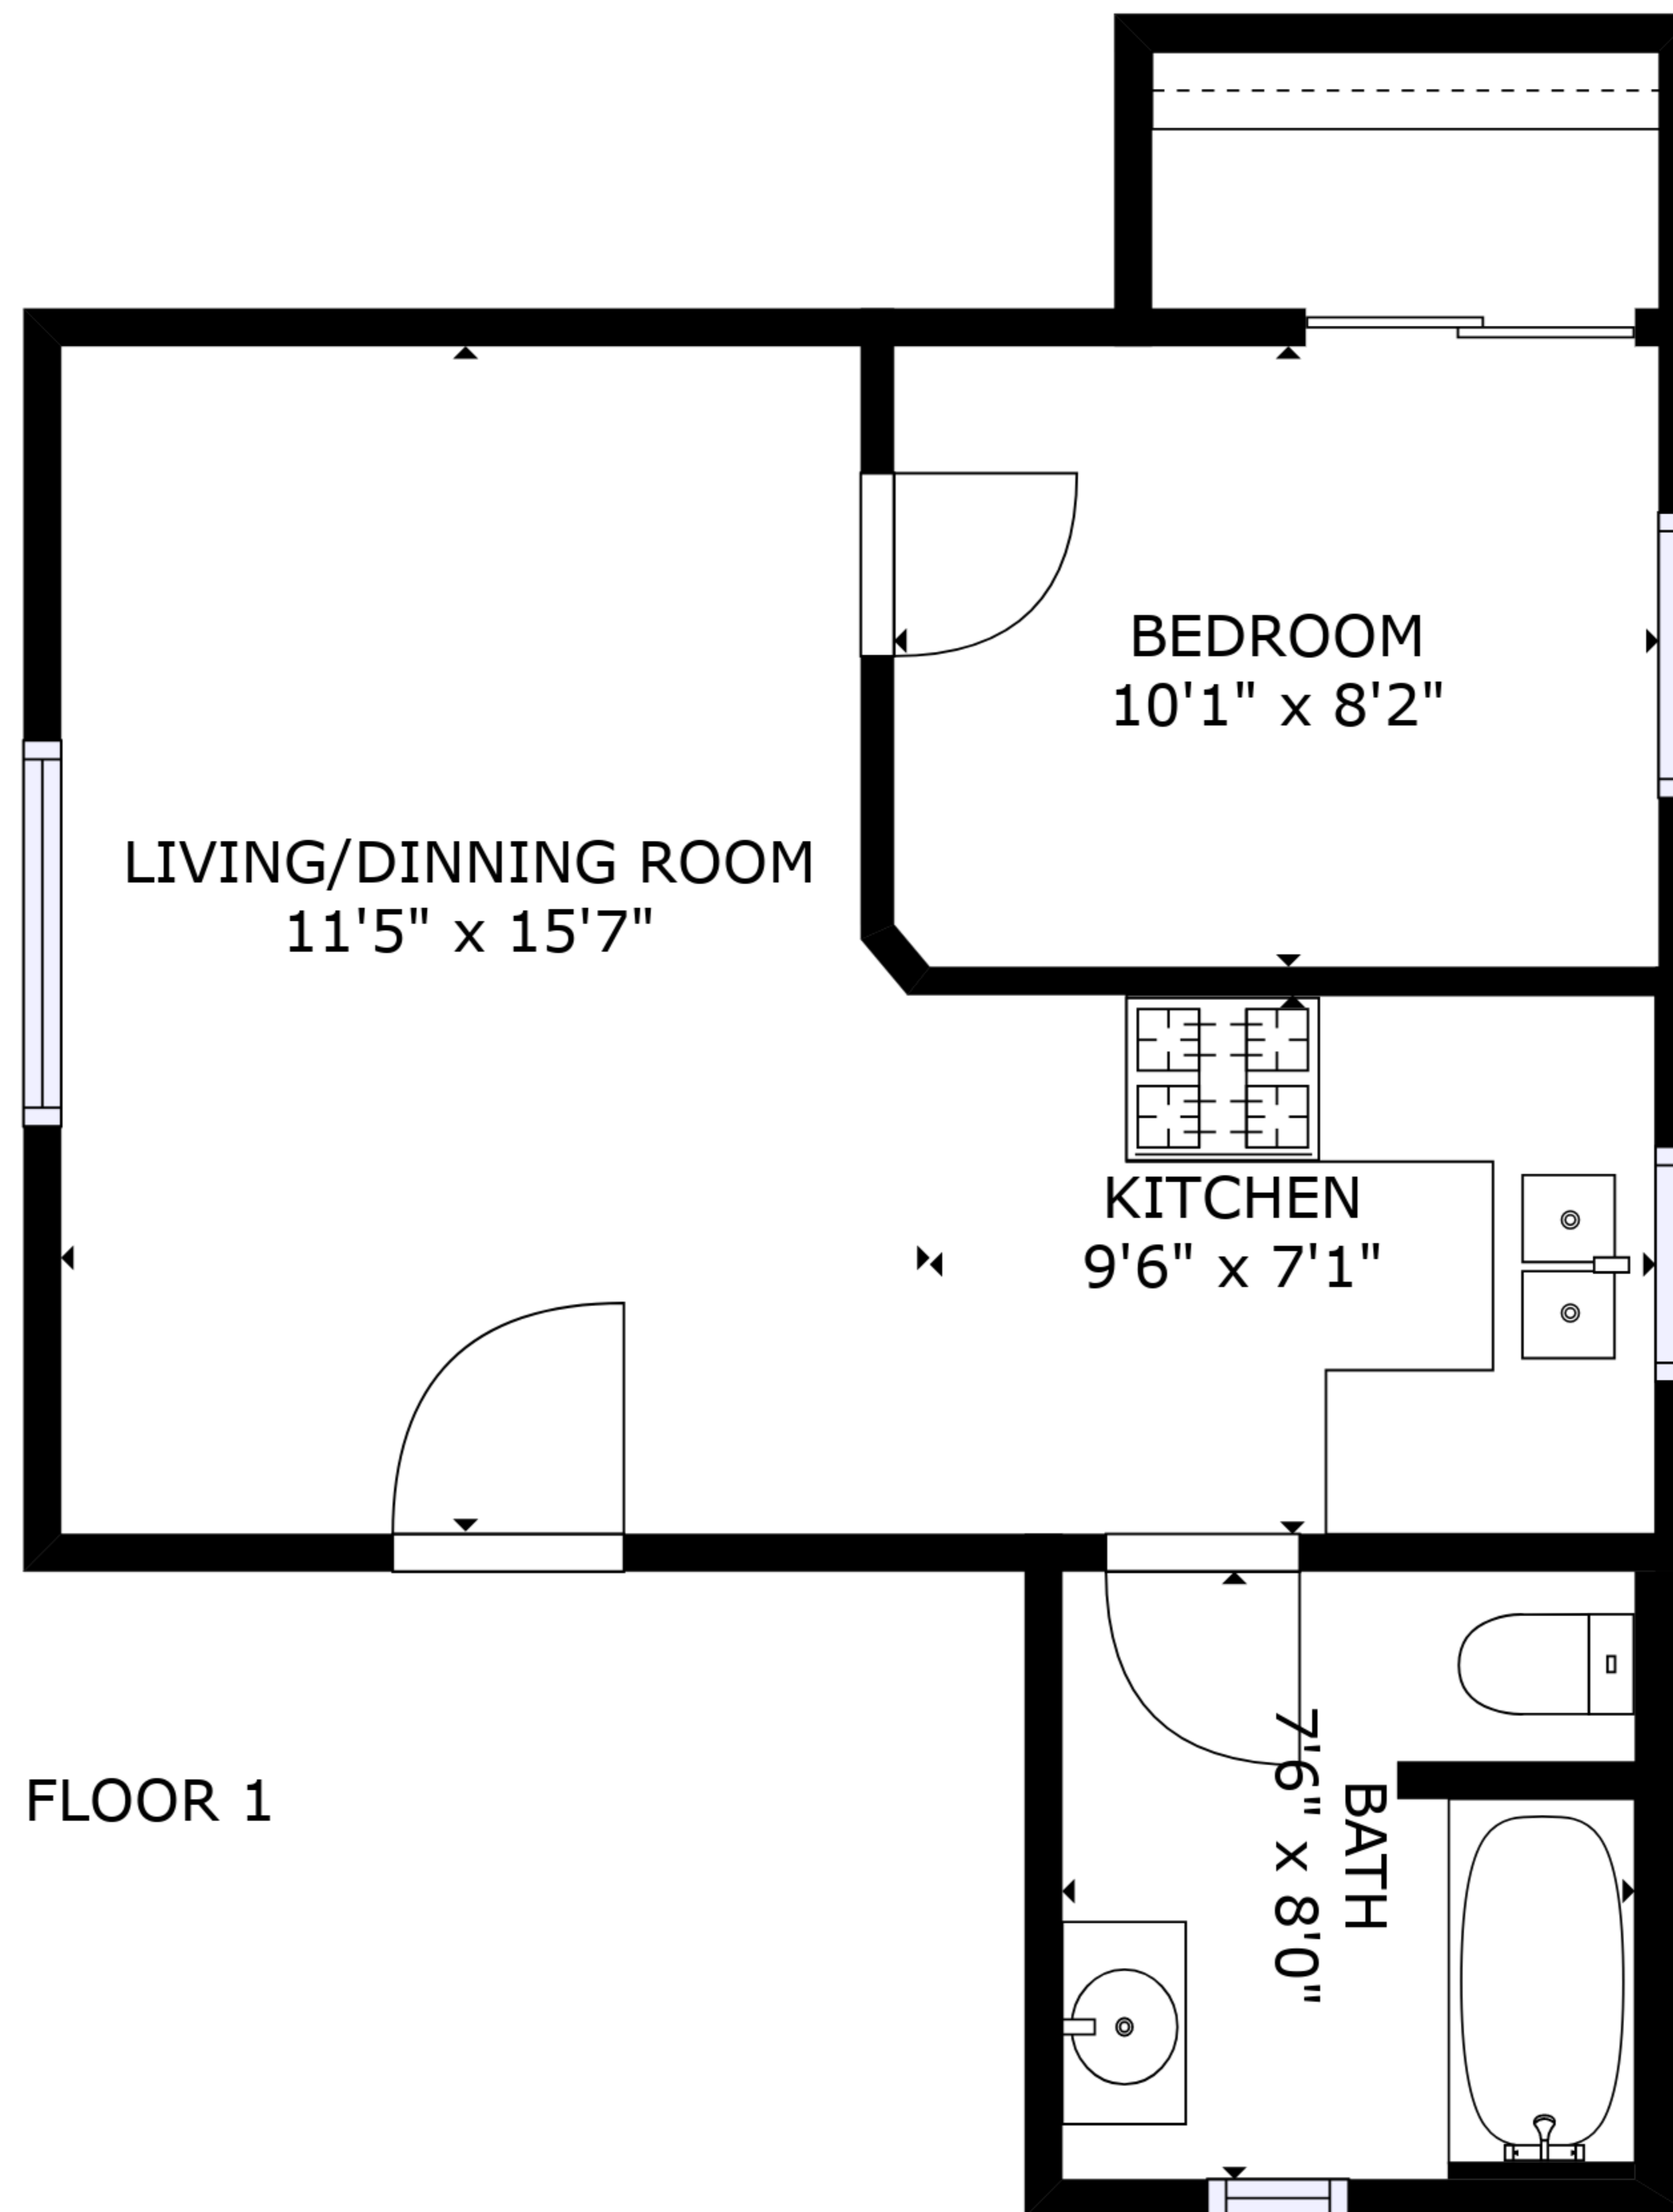 BEDROOM
10'1" x 8'2"
LIVING/DINNING ROOM
11'5" x 15'7"
KITCHEN
9'6" x 7'1"
FLOOR 1
BATH
7'6" x 8'0"